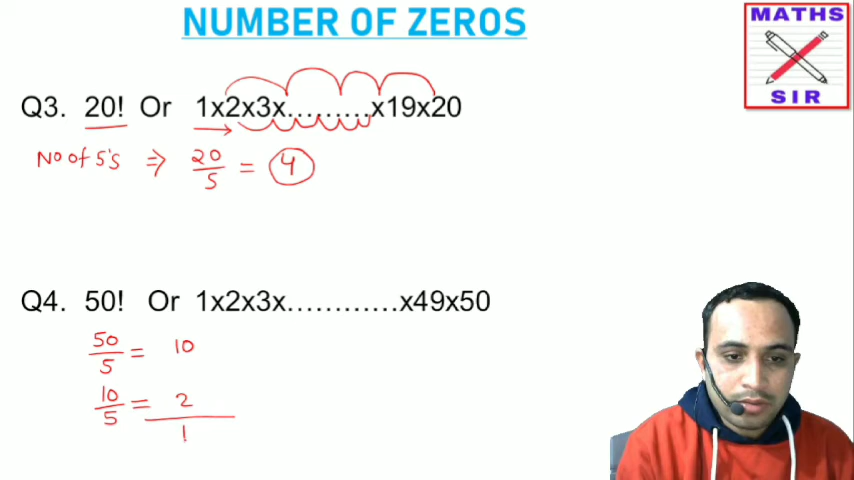 NUMBER OF ZEROS
MATHS
SIR
Q3. 20! Or 1x2x3x.........x19x20
No of 5's ⇒ 20/5 = 4
Q4. 50! Or 1x2x3x............x49x50
50/5 = 10
10/5 = 2
1